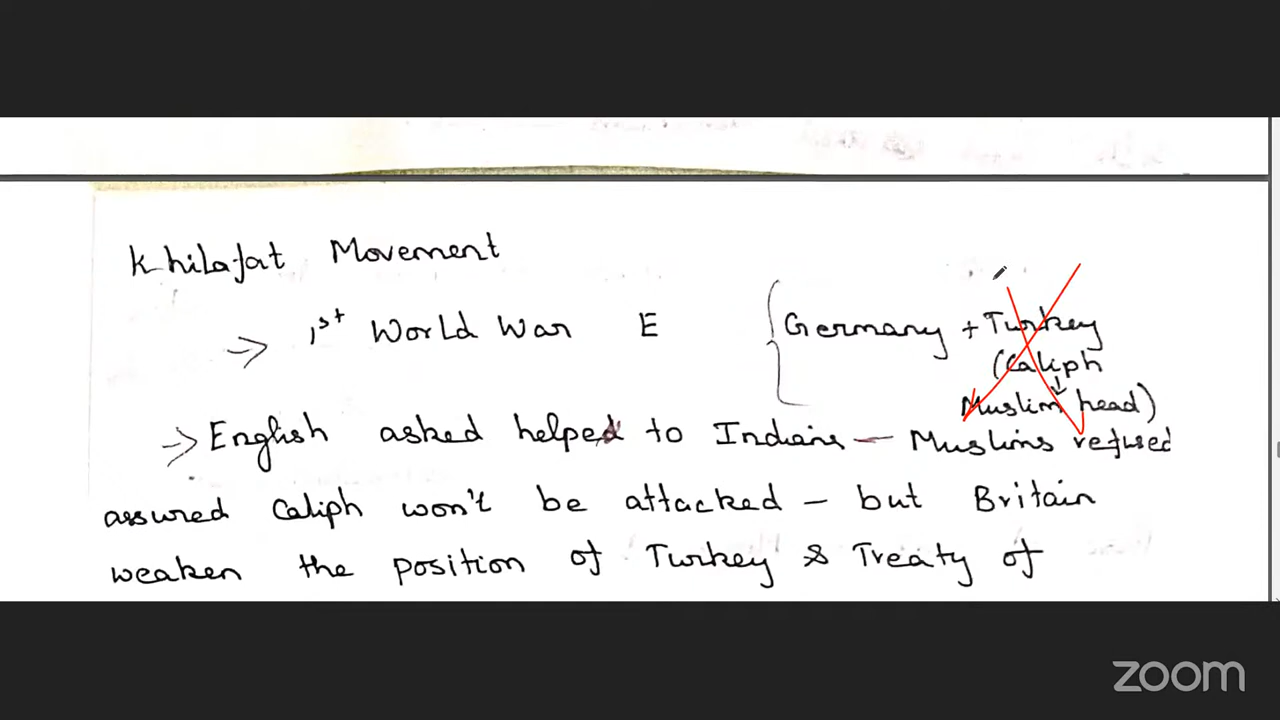 Khilafat Movement
→ 1st World War E { Germany + Turkey
(Caliph
↓
Muslim head)
→ English asked helped to Indians — Muslims refused
assured Caliph won't be attacked — but Britain
weaken the position of Turkey & Treaty of
zoom